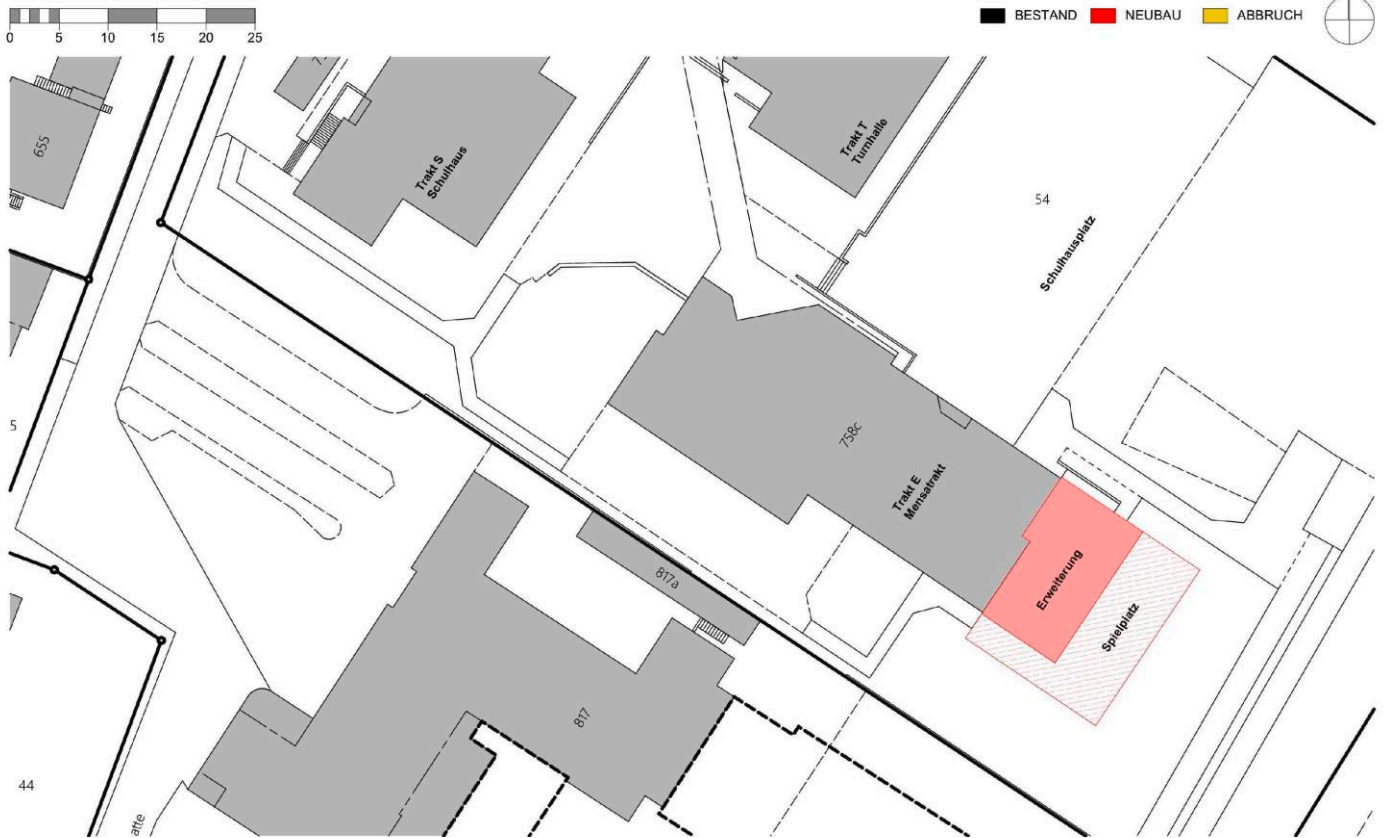 0 5 10 15 20 25
BESTAND NEUBAU ABBRUCH
655
Trakt S
Schulhaus
Trakt T
Turnhalle
54
Schulhausplatz
5
758c
Trakt E
Mensatrakt
Erweiterung
Spielplatz
817a
817
44
atte